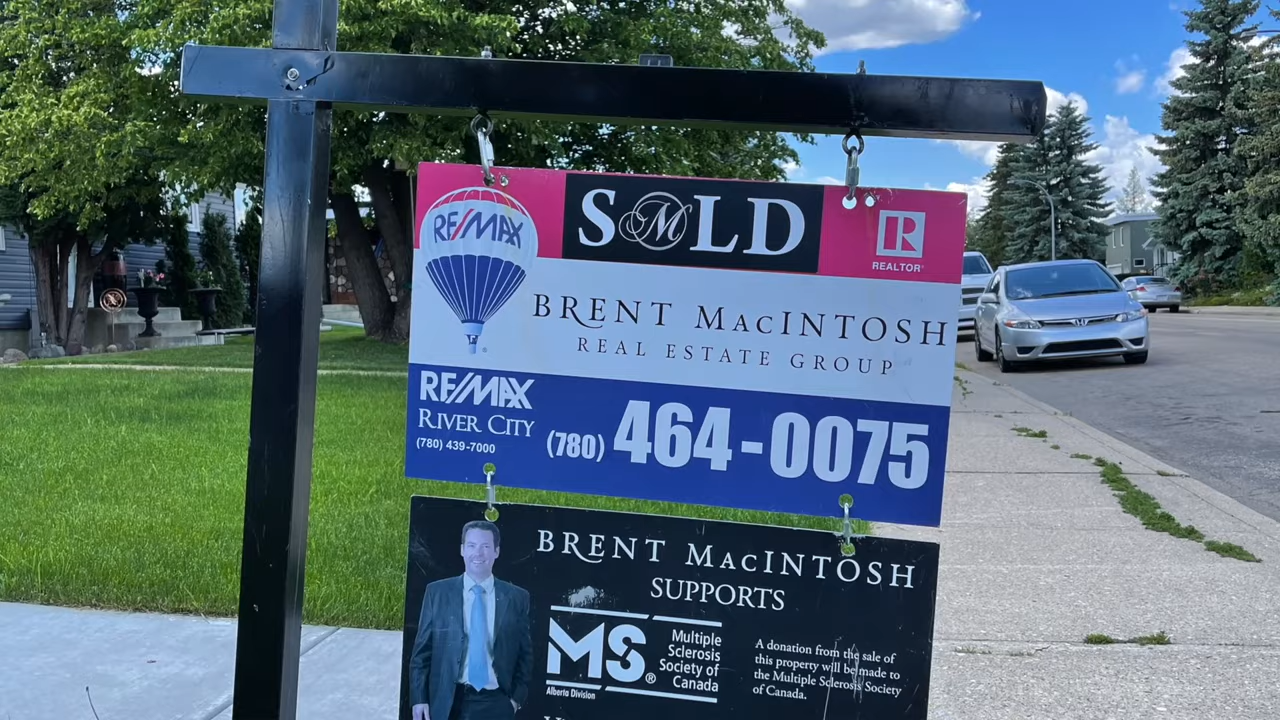 RE/MAX
SOLD
M
R
REALTOR®
BRENT MACINTOSH
REAL ESTATE GROUP
RE/MAX
RIVER CITY
(780) 439-7000
(780) 464-0075
BRENT MACINTOSH
SUPPORTS
MS®
Multiple
Sclerosis
Society of
Canada
Alberta Division
A donation from the sale of
this property will be made to
the Multiple Sclerosis Society
of Canada.